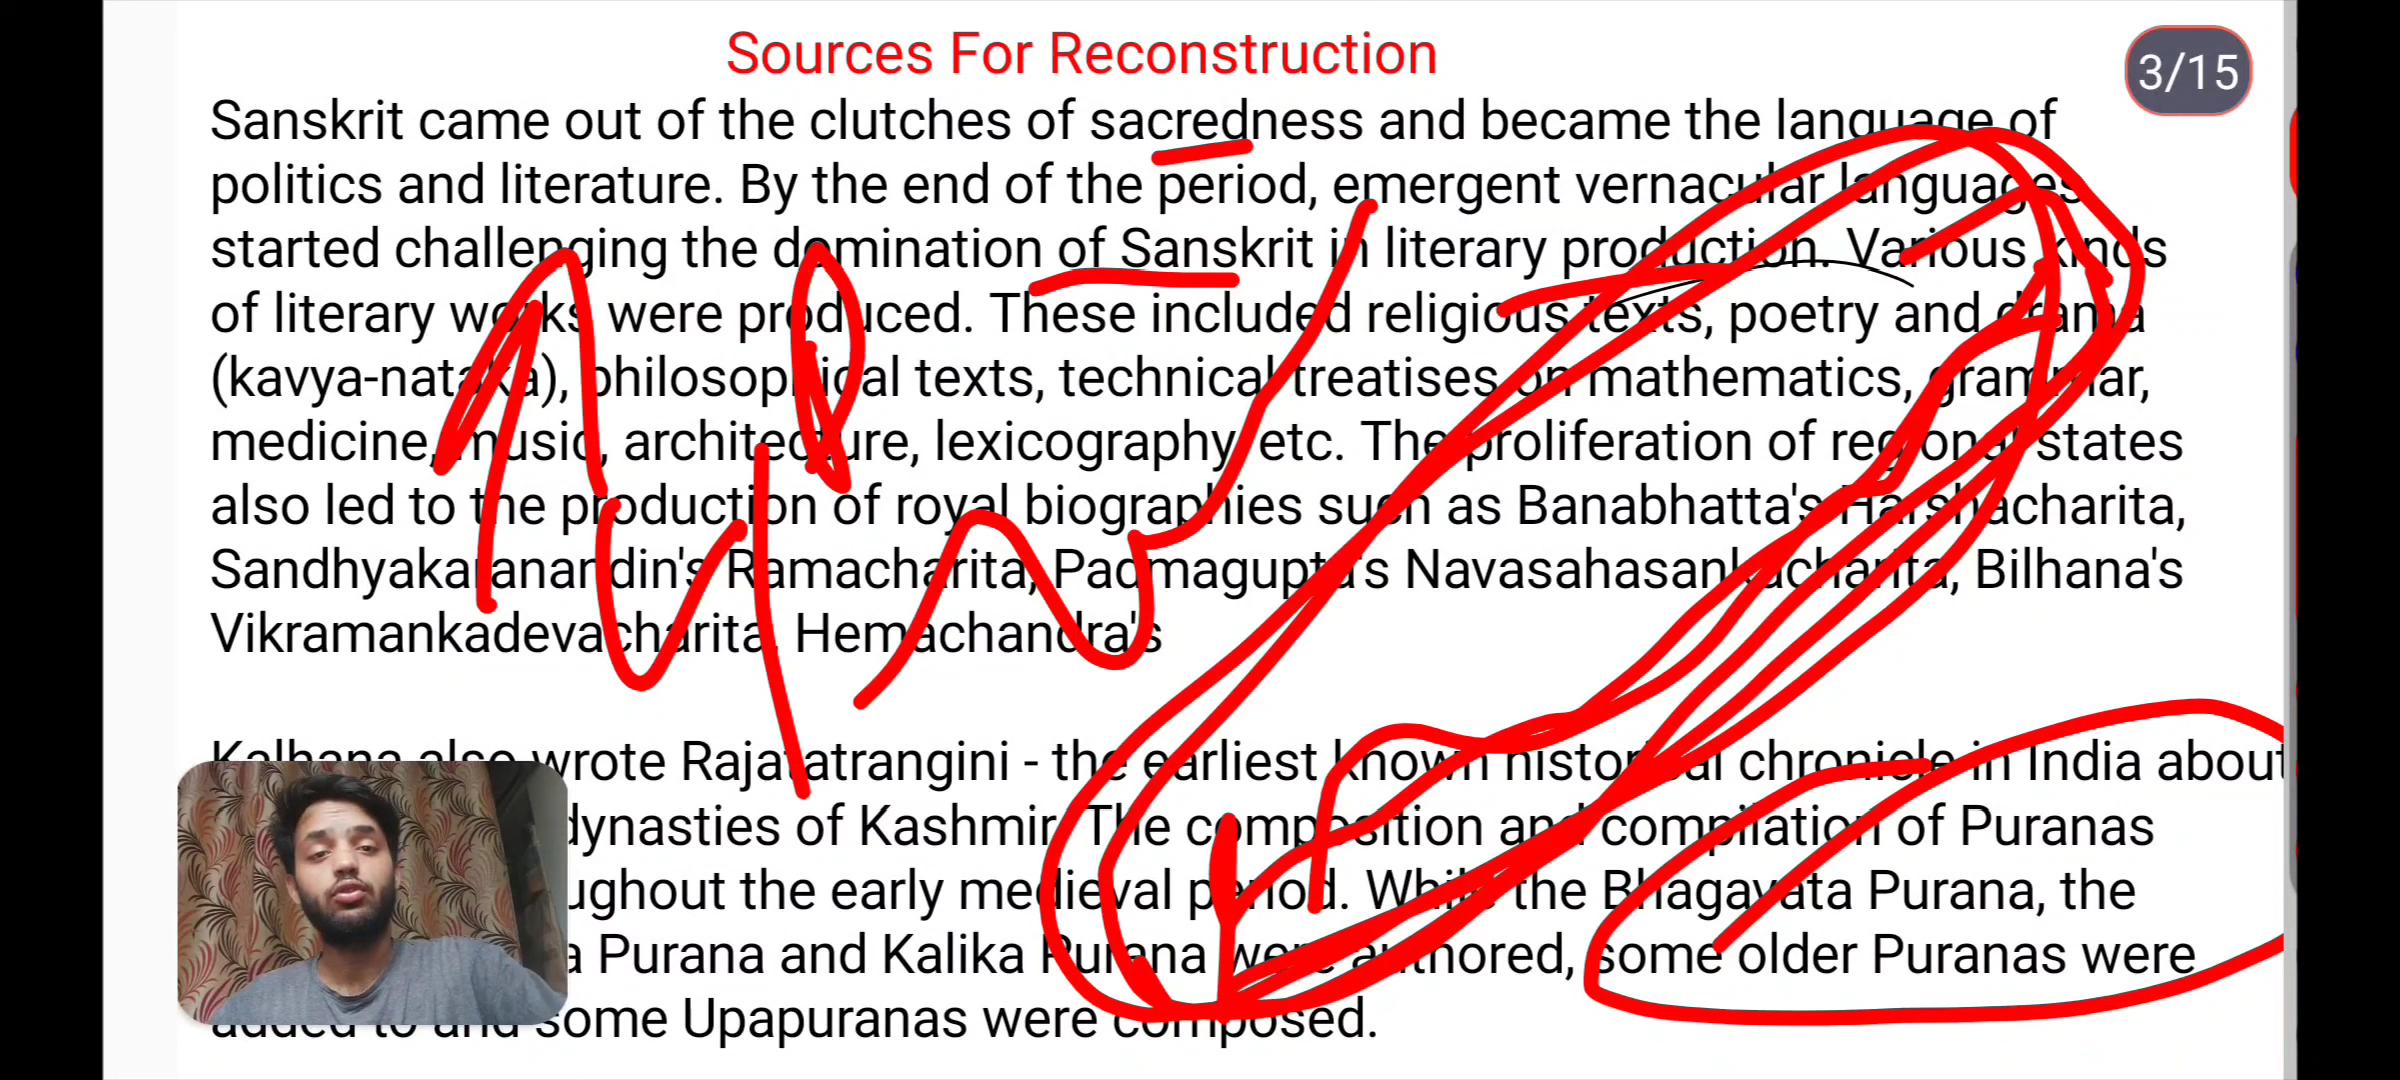 Sources For Reconstruction
3/15
Sanskrit came out of the clutches of sacredness and became the language of
politics and literature. By the end of the period, emergent vernacular languages
started challenging the domination of Sanskrit in literary production. Various kinds
of literary works were produced. These included religious texts, poetry and drama
(kavya-nataka), philosophical texts, technical treatises on mathematics, grammar,
medicine, music, architecture, lexicography, etc. The proliferation of regional states
also led to the production of royal biographies such as Banabhatta's Harshacharita,
Sandhyakaranandin's Ramacharita, Padmagupta's Navasahasankacharita, Bilhana's
Vikramankadevacharita, Hemachandra's
Kalhana also wrote Rajatatrangini - the earliest known historical chronicle in India about
dynasties of Kashmir. The composition and compilation of Puranas
the early medieval period. While the Bhagavata Purana, the
Purana and Kalika Purana were authored, some older Puranas were
added to and some Upapuranas were composed.